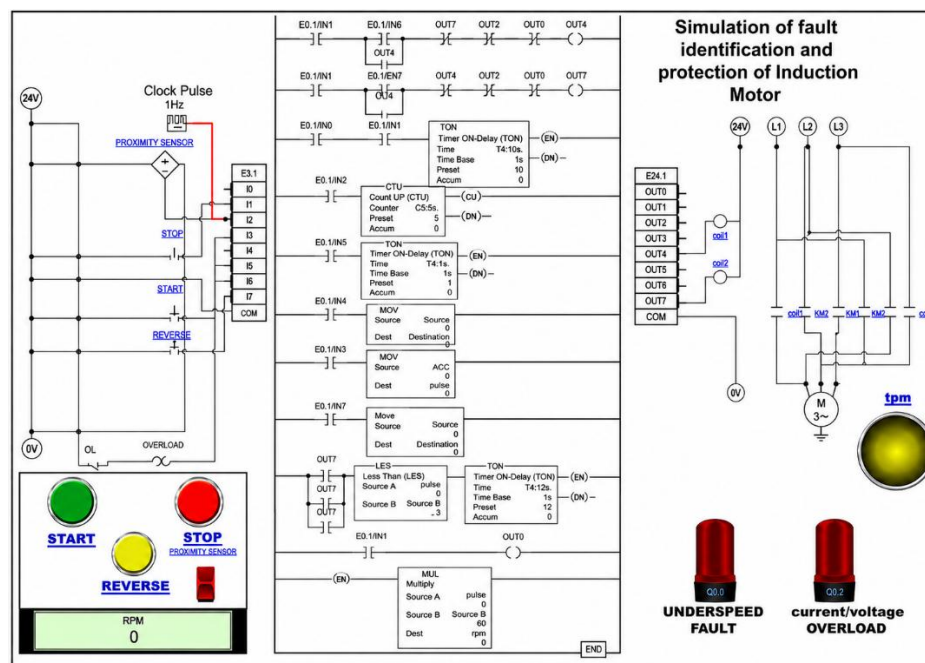 Simulation of fault
identification and
protection of Induction
Motor
24V
Clock Pulse
1Hz
PROXIMITY SENSOR
E3.1
I0
I1
I2
I3
I4
I5
I6
I7
COM
STOP
START
REVERSE
0V
OL
OVERLOAD
START
STOP
PROXIMITY SENSOR
REVERSE
RPM
0
E0.1/IN1 E0.1/IN6 OUT7 OUT2 OUT0 OUT4
OUT4
E0.1/IN1 E0.1/EN7 OUT4 OUT2 OUT0 OUT7
E0.1/IN0 E0.1/IN1
TON
Timer ON-Delay (TON) (EN)
Time T4:10s.
Time Base 1s (DN)
Preset 10
Accum 0
E0.1/IN2
CTU
Count UP (CTU) (CU)
Counter C5:5s.
Preset 5 (DN)
Accum 0
E0.1/IN5
TON
Timer ON-Delay (TON) (EN)
Time T4:1s.
Time Base 1s (DN)
Preset 1
Accum 0
E0.1/IN4
MOV
Source Source
0
Dest Destination
0
E0.1/IN3
MOV
Source ACC
0
Dest pulse
0
E0.1/IN7
Move
Source Source
0
Dest Destination
0
OUT7
OUT7
OUT7
LES
Less Than (LES)
Source A pulse
0
Source B Source B
3
TON
Timer ON-Delay (TON) (EN)
Time T4:12s.
Time Base 1s (DN)
Preset 12
Accum 0
E0.1/IN1 OUT0
(EN)
MUL
Multiply
Source A pulse
0
Source B Source B
60
Dest rpm
0
END
24V L1 L2 L3
E24.1
OUT0
OUT1
OUT2
OUT3
OUT4
OUT5
OUT6
OUT7
COM
coil1
coil2
0V
coil1 KM2 KM1 KM2
M
3~
tpm
Q0,0
UNDERSPEED
FAULT
Q0,2
current/voltage
OVERLOAD